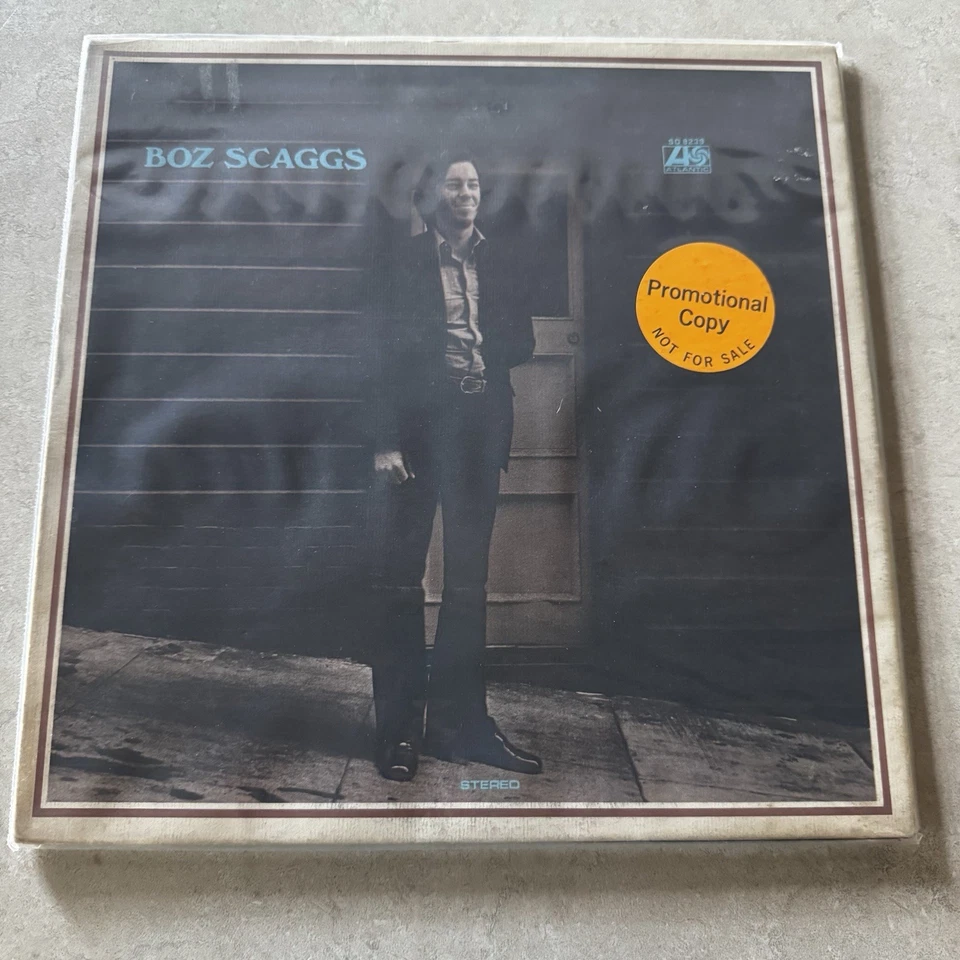 BOZ SCAGGS
SD 8239
ATLANTIC
Promotional
Copy
NOT FOR SALE
STEREO